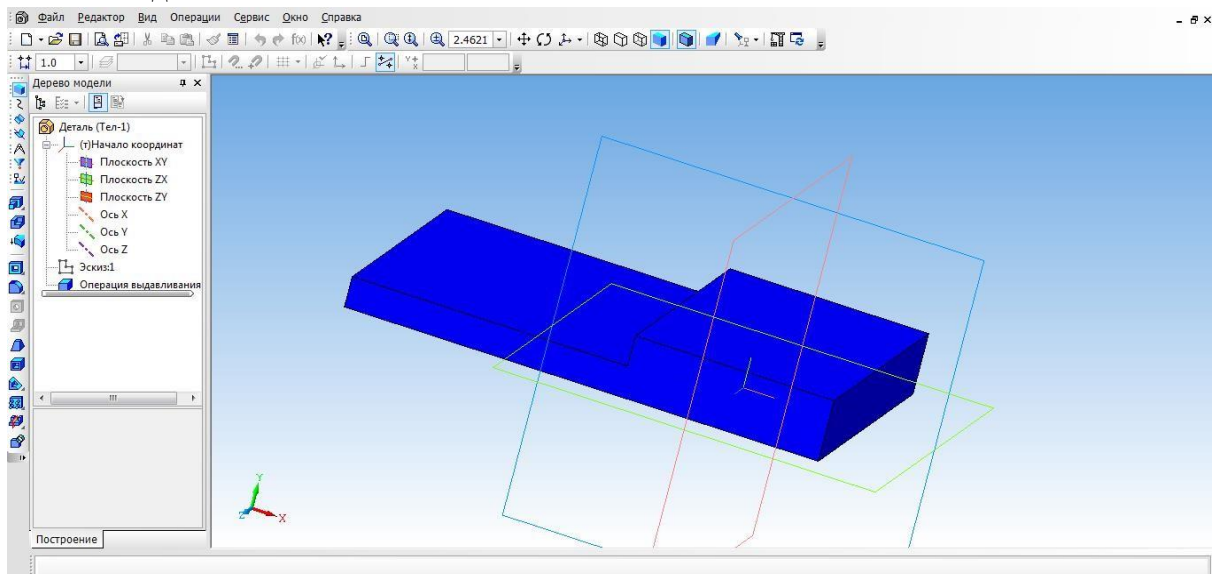 Файл Редактор Вид Операции Сервис Окно Справка
f(x) 2.4621
1.0
Дерево модели
Деталь (Тел-1)
(т)Начало координат
Плоскость XY
Плоскость ZX
Плоскость ZY
Ось X
Ось Y
Ось Z
Эскиз:1
Операция выдавливания
Y
Z X
Построение